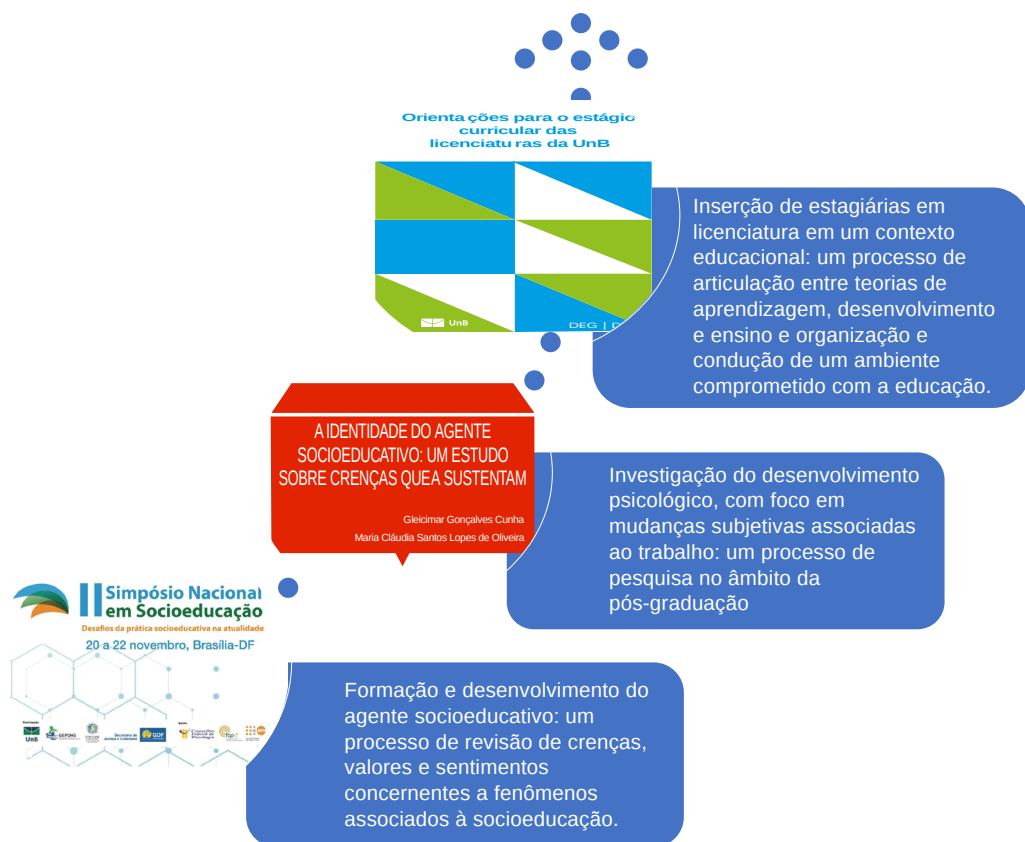 Orientações para o estágio
curricular das
licenciaturas da UnB
UnB
DEG | D
Inserção de estagiárias em
licenciatura em um contexto
educacional: um processo de
articulação entre teorias de
aprendizagem, desenvolvimento
e ensino e organização e
condução de um ambiente
comprometido com a educação.
A IDENTIDADE DO AGENTE
SOCIOEDUCATIVO: UM ESTUDO
SOBRE CRENÇAS QUEA SUSTENTAM
Gleicimar Gonçalves Cunha
Maria Cláudia Santos Lopes de Oliveira
Investigação do desenvolvimento
psicológico, com foco em
mudanças subjetivas associadas
ao trabalho: um processo de
pesquisa no âmbito da
pós-graduação
II Simpósio Nacional
em Socioeducação
Desafios da prática socioeducativa na atualidade
20 a 22 novembro, Brasília-DF
Realização
Apoio
UnB
GDF
Formação e desenvolvimento do
agente socioeducativo: um
processo de revisão de crenças,
valores e sentimentos
concernentes a fenômenos
associados à socioeducação.